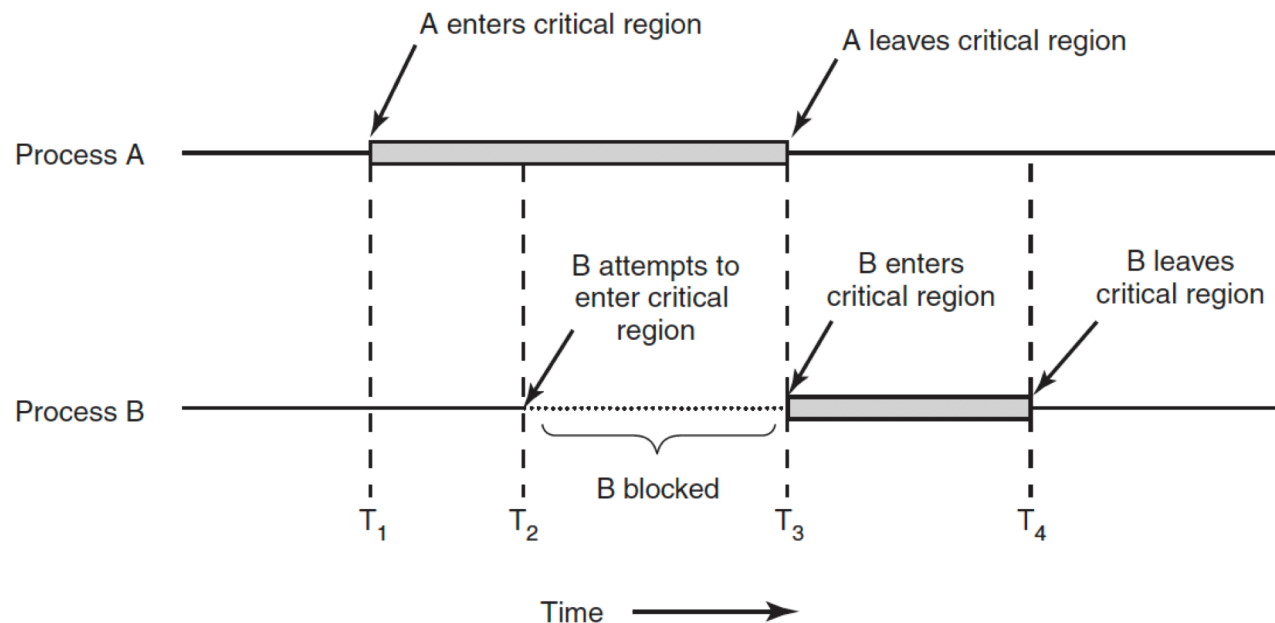 A enters critical region
A leaves critical region
Process A
B attempts to
enter critical
region
B enters
critical region
B leaves
critical region
Process B
B blocked
T1
T2
T3
T4
Time